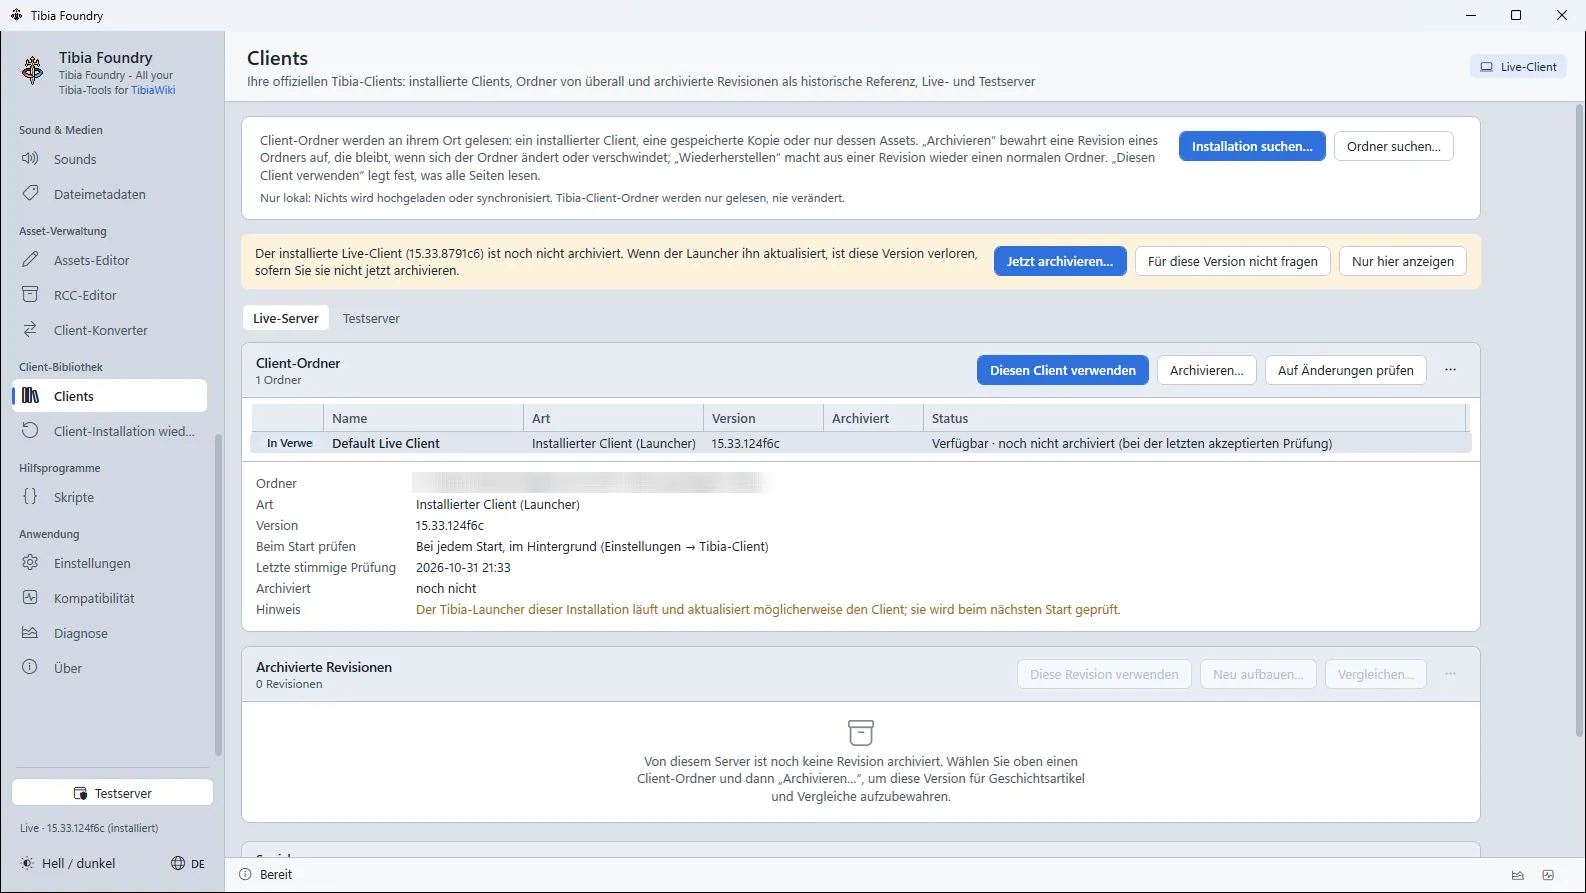 Tibia Foundry
Tibia Foundry
Tibia Foundry - All your
Tibia-Tools for TibiaWiki
Sound & Medien
Sounds
Dateimetadaten
Asset-Verwaltung
Assets-Editor
RCC-Editor
Client-Konverter
Client-Bibliothek
Clients
Client-Installation wied...
Hilfsprogramme
Skripte
Anwendung
Einstellungen
Kompatibilität
Diagnose
Über
Testserver
Live · 15.33.124f6c (installiert)
Hell / dunkel
DE
Clients
Ihre offiziellen Tibia-Clients: installierte Clients, Ordner von überall und archivierte Revisionen als historische Referenz, Live- und Testserver
Live-Client
Client-Ordner werden an ihrem Ort gelesen: ein installierter Client, eine gespeicherte Kopie oder nur dessen Assets. „Archivieren“ bewahrt eine Revision eines
Ordners auf, die bleibt, wenn sich der Ordner ändert oder verschwindet; „Wiederherstellen“ macht aus einer Revision wieder einen normalen Ordner. „Diesen
Client verwenden“ legt fest, was alle Seiten lesen.
Nur lokal: Nichts wird hochgeladen oder synchronisiert. Tibia-Client-Ordner werden nur gelesen, nie verändert.
Installation suchen...
Ordner suchen...
Der installierte Live-Client (15.33.8791c6) ist noch nicht archiviert. Wenn der Launcher ihn aktualisiert, ist diese Version verloren,
sofern Sie sie nicht jetzt archivieren.
Jetzt archivieren...
Für diese Version nicht fragen
Nur hier anzeigen
Live-Server
Testserver
Client-Ordner
1 Ordner
Diesen Client verwenden
Archivieren...
Auf Änderungen prüfen
...
Name Art Version Archiviert Status
In Verwe Default Live Client Installierter Client (Launcher) 15.33.124f6c Verfügbar · noch nicht archiviert (bei der letzten akzeptierten Prüfung)
Ordner
Art Installierter Client (Launcher)
Version 15.33.124f6c
Beim Start prüfen Bei jedem Start, im Hintergrund (Einstellungen → Tibia-Client)
Letzte stimmige Prüfung 2026-10-31 21:33
Archiviert noch nicht
Hinweis Der Tibia-Launcher dieser Installation läuft und aktualisiert möglicherweise den Client; sie wird beim nächsten Start geprüft.
Archivierte Revisionen
0 Revisionen
Diese Revision verwenden
Neu aufbauen...
Vergleichen...
...
Von diesem Server ist noch keine Revision archiviert. Wählen Sie oben einen
Client-Ordner und dann „Archivieren...“, um diese Version für Geschichtsartikel
und Vergleiche aufzubewahren.
Bereit